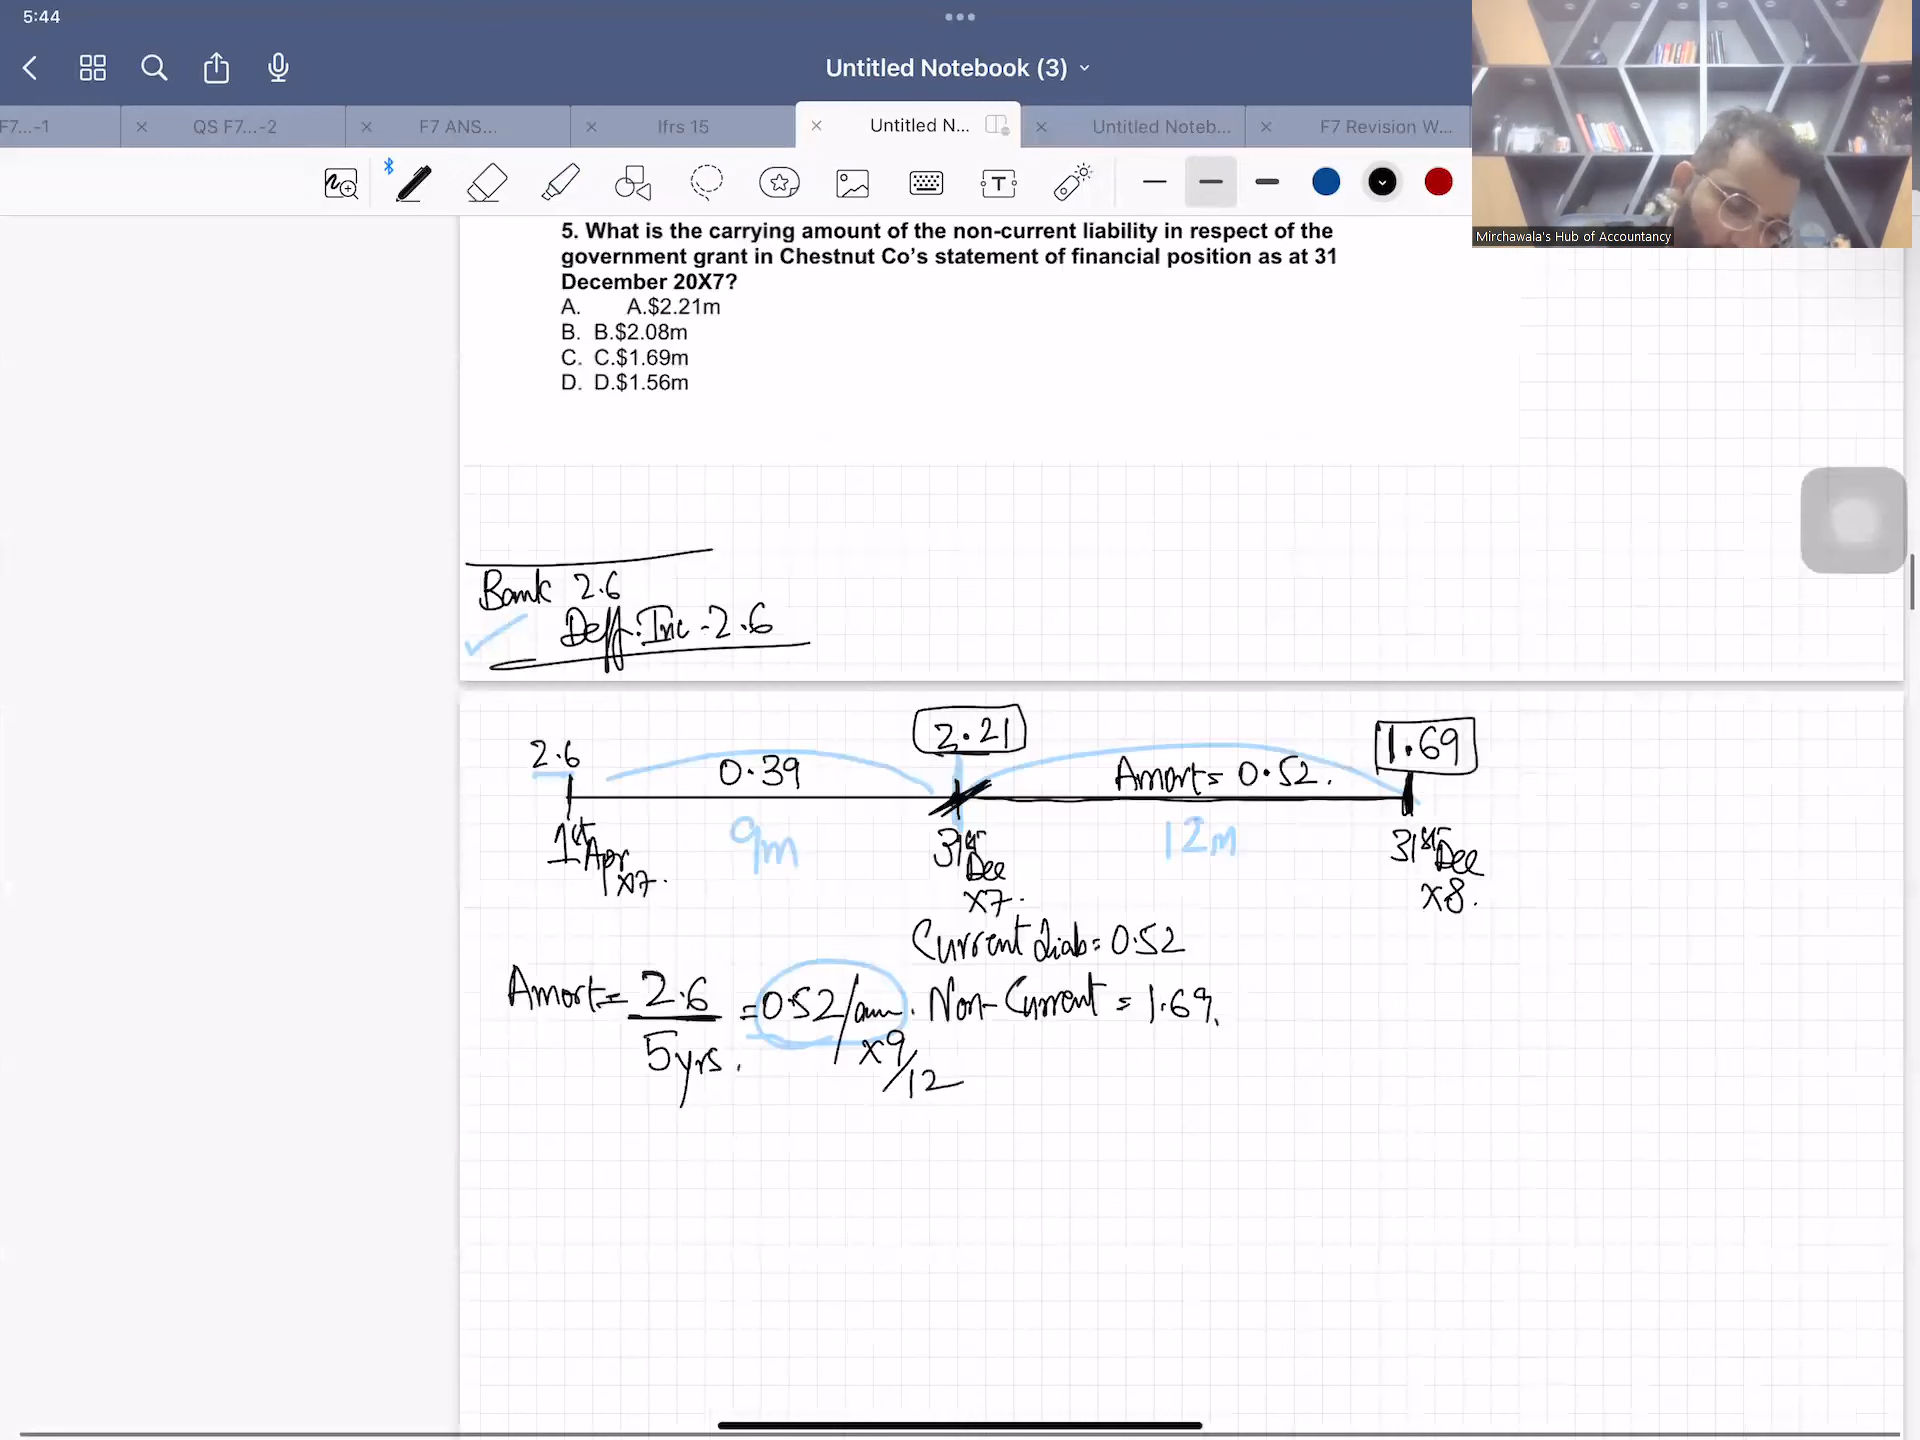 5:44
Untitled Notebook (3)
F7...-1
QS F7...-2
F7 ANS...
Ifrs 15
Untitled N...
Untitled Noteb...
F7 Revision W...
Mirchawala's Hub of Accountancy
5. What is the carrying amount of the non-current liability in respect of the
government grant in Chestnut Co’s statement of financial position as at 31
December 20X7?
A. A.$2.21m
B. B.$2.08m
C. C.$1.69m
D. D.$1.56m
Bank 2.6
Deff. Inc - 2.6
2.6
0.39
2.21
Amort= 0.52.
1.69
1st Apr X7.
9m
31st Dec X7.
12m
31st Dec X8.
Current Liab = 0.52
Amort = 2.6 / 5yrs. = 0.52/ann. x 9/12
Non-Current = 1.69.